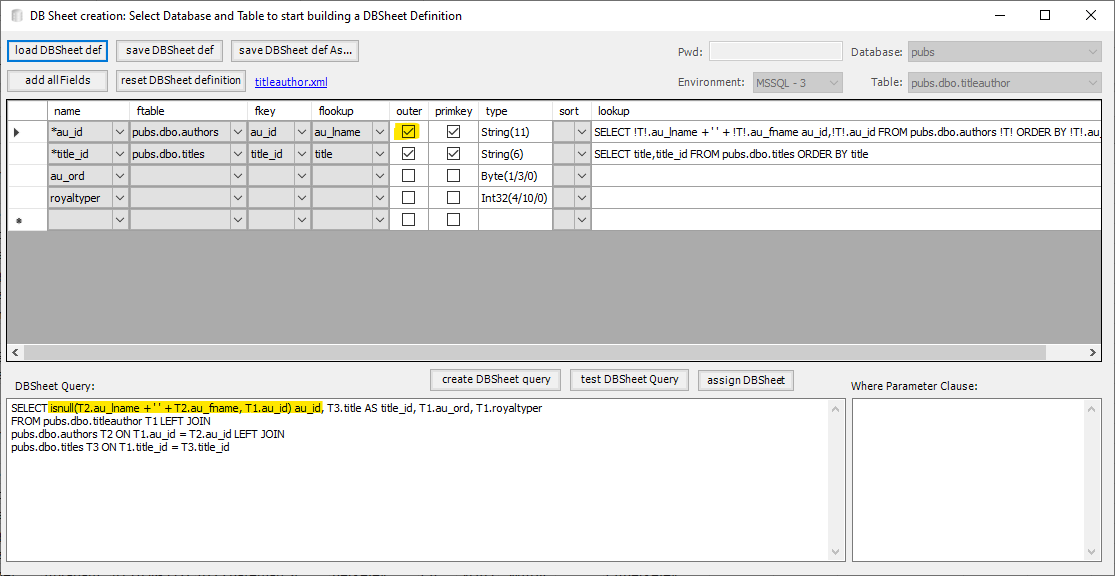 DB Sheet creation: Select Database and Table to start building a DBSheet Definition
load DBSheet def save DBSheet def save DBSheet def As... Pwd: Database: pubs
add all Fields reset DBSheet definition titleauthor.xml Environment: MSSQL - 3 Table: pubs.dbo.titleauthor
name ftable fkey flookup outer primkey type sort lookup
*au_id pubs.dbo.authors au_id au_lname String(11) SELECT !T!.au_lname + ' ' + !T!.au_fname au_id,!T!.au_id FROM pubs.dbo.authors !T! ORDER BY !T!.au_
*title_id pubs.dbo.titles title_id title String(6) SELECT title,title_id FROM pubs.dbo.titles ORDER BY title
au_ord Byte(1/3/0)
royaltyper Int32(4/10/0)
DBSheet Query: create DBSheet query test DBSheet Query assign DBSheet Where Parameter Clause:
SELECT isnull(T2.au_lname + ' ' + T2.au_fname, T1.au_id) au_id, T3.title AS title_id, T1.au_ord, T1.royaltyper
FROM pubs.dbo.titleauthor T1 LEFT JOIN
pubs.dbo.authors T2 ON T1.au_id = T2.au_id LEFT JOIN
pubs.dbo.titles T3 ON T1.title_id = T3.title_id